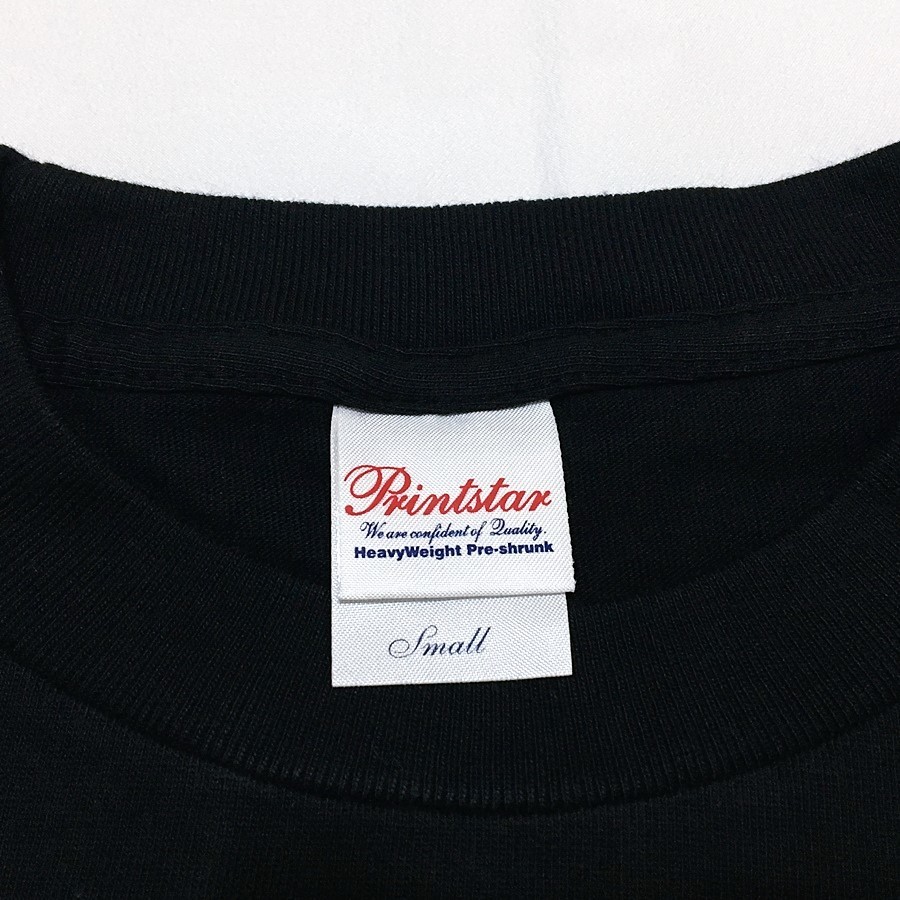 Printstar
We are confident of Quality.
HeavyWeight Pre-shrunk
Small